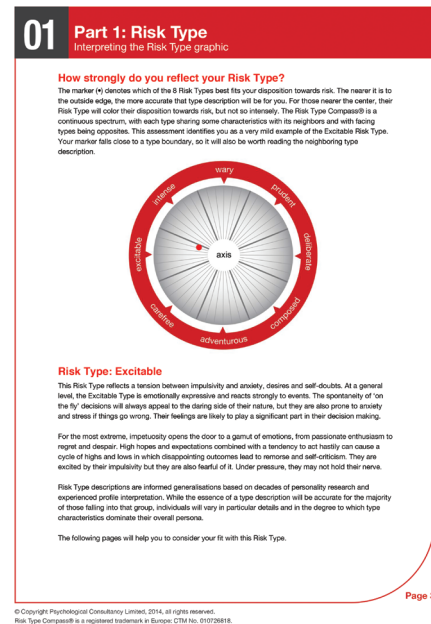 01
Part 1: Risk Type
Interpreting the Risk Type graphic
How strongly do you reflect your Risk Type?
The marker (•) denotes which of the 8 Risk Types best fits your disposition towards risk. The nearer it is to
the outside edge, the more accurate that type description will be for you. For those nearer the center, their
Risk Type will color their disposition towards risk, but not so intensely. The Risk Type Compass® is a
continuous spectrum, with each type sharing some characteristics with its neighbors and with facing
types being opposites. This assessment identifies you as a very mild example of the Excitable Risk Type.
Your marker falls close to a type boundary, so it will also be worth reading the neighboring type
description.
wary
prudent
deliberate
composed
adventurous
carefree
excitable
intense
axis
Risk Type: Excitable
This Risk Type reflects a tension between impulsivity and anxiety, desires and self-doubts. At a general
level, the Excitable Type is emotionally expressive and reacts strongly to events. The spontaneity of 'on
the fly' decisions will always appeal to the daring side of their nature, but they are also prone to anxiety
and stress if things go wrong. Their feelings are likely to play a significant part in their decision making.
For the most extreme, impetuosity opens the door to a gamut of emotions, from passionate enthusiasm to
regret and despair. High hopes and expectations combined with a tendency to act hastily can cause a
cycle of highs and lows in which disappointing outcomes lead to remorse and self-criticism. They are
excited by their impulsivity but they are also fearful of it. Under pressure, they may not hold their nerve.
Risk Type descriptions are informed generalisations based on decades of personality research and
experienced profile interpretation. While the essence of a type description will be accurate for the majority
of those falling into that group, individuals will vary in particular details and in the degree to which type
characteristics dominate their overall persona.
The following pages will help you to consider your fit with this Risk Type.
Page
© Copyright Psychological Consultancy Limited, 2014, all rights reserved.
Risk Type Compass® is a registered trademark in Europe: CTM No. 010726818.